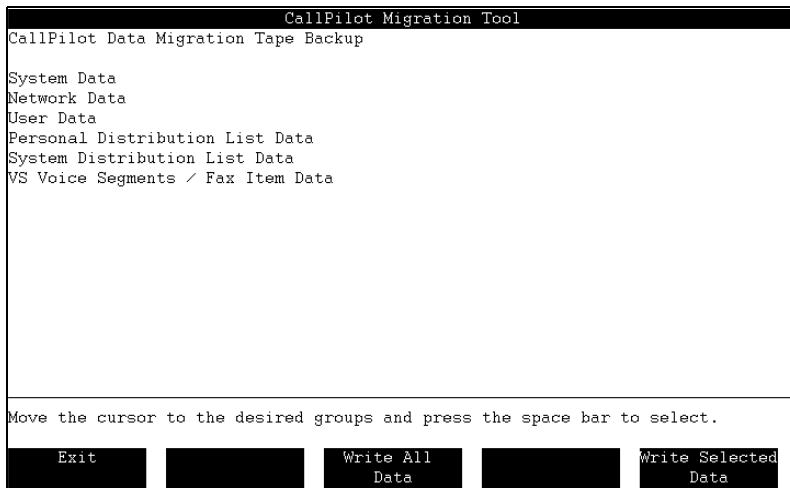 CallPilot Migration Tool
CallPilot Data Migration Tape Backup
System Data
Network Data
User Data
Personal Distribution List Data
System Distribution List Data
VS Voice Segments / Fax Item Data
Move the cursor to the desired groups and press the space bar to select.
Exit
Write All
Data
Write Selected
Data